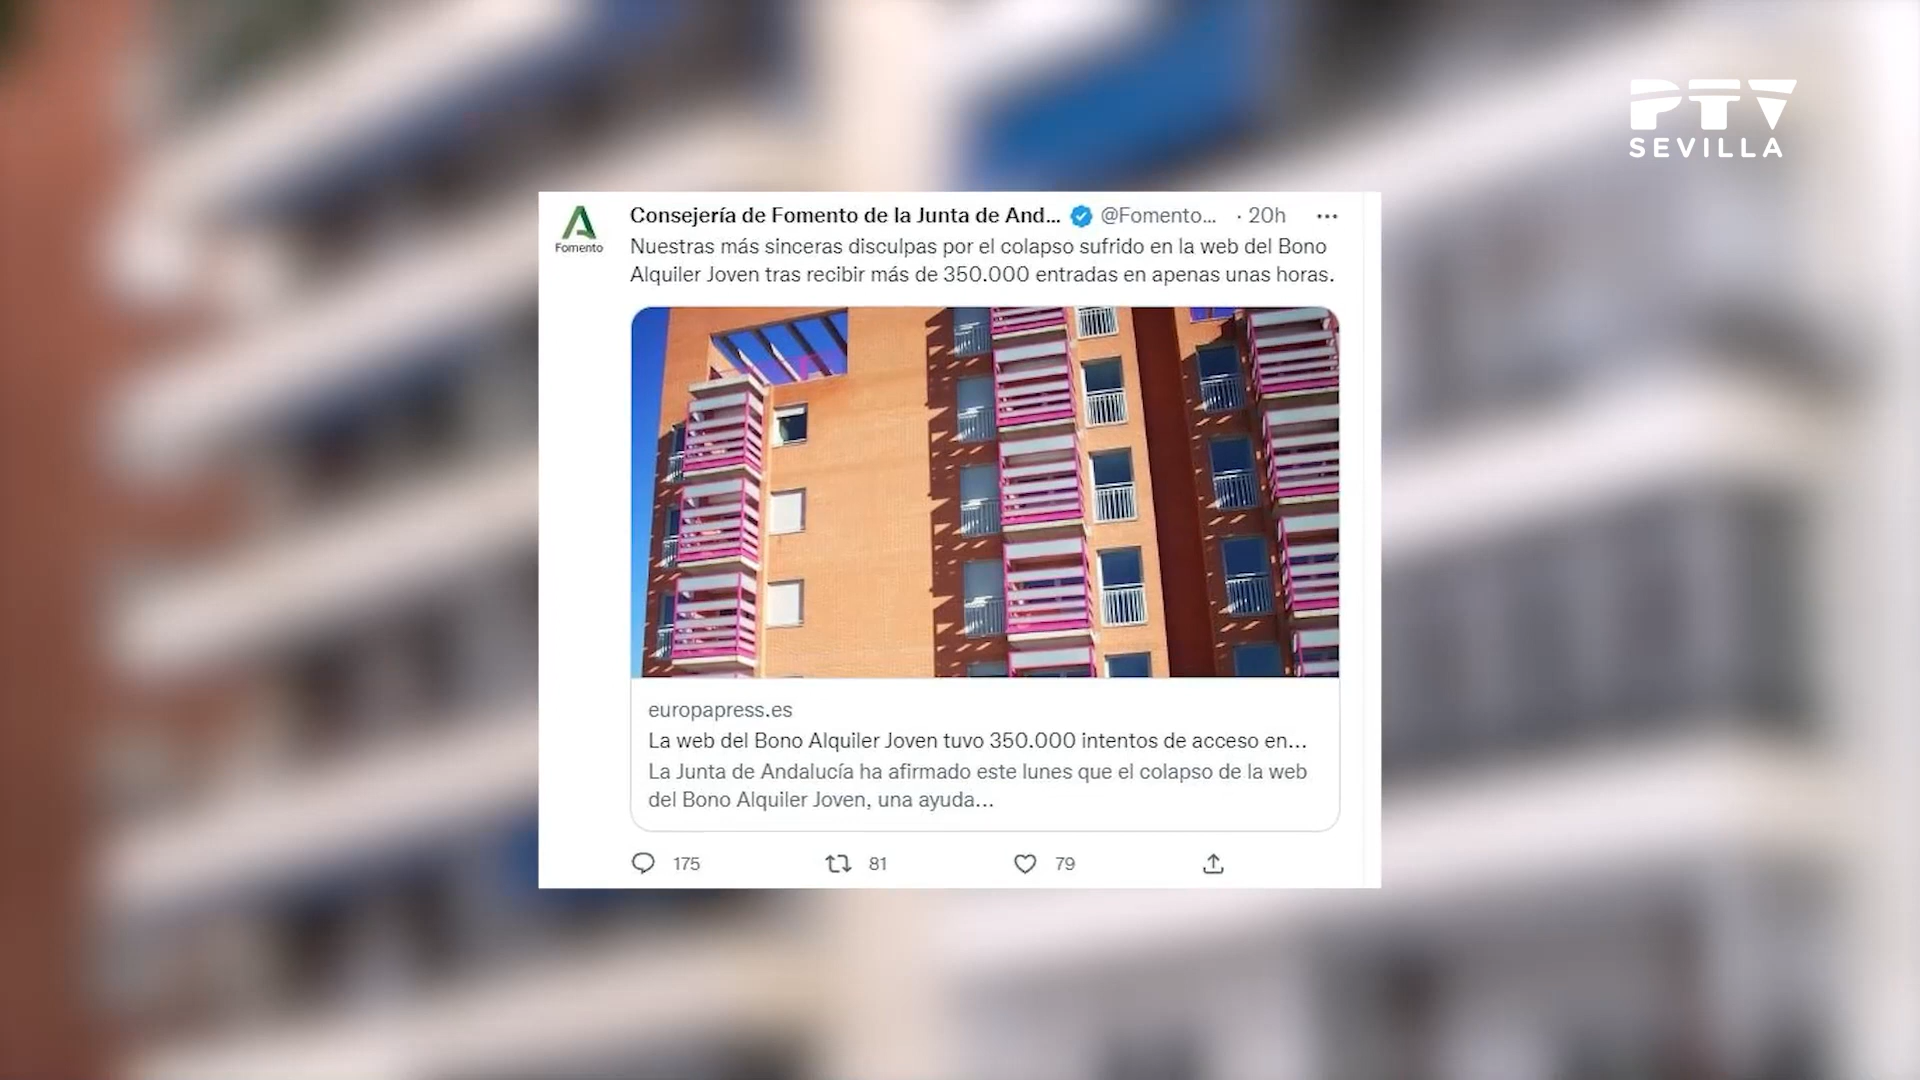 PTV
SEVILLA
Consejería de Fomento de la Junta de And... @Fomento... · 20h
Fomento
Nuestras más sinceras disculpas por el colapso sufrido en la web del Bono
Alquiler Joven tras recibir más de 350.000 entradas en apenas unas horas.
europapress.es
La web del Bono Alquiler Joven tuvo 350.000 intentos de acceso en...
La Junta de Andalucía ha afirmado este lunes que el colapso de la web
del Bono Alquiler Joven, una ayuda...
175 81 79